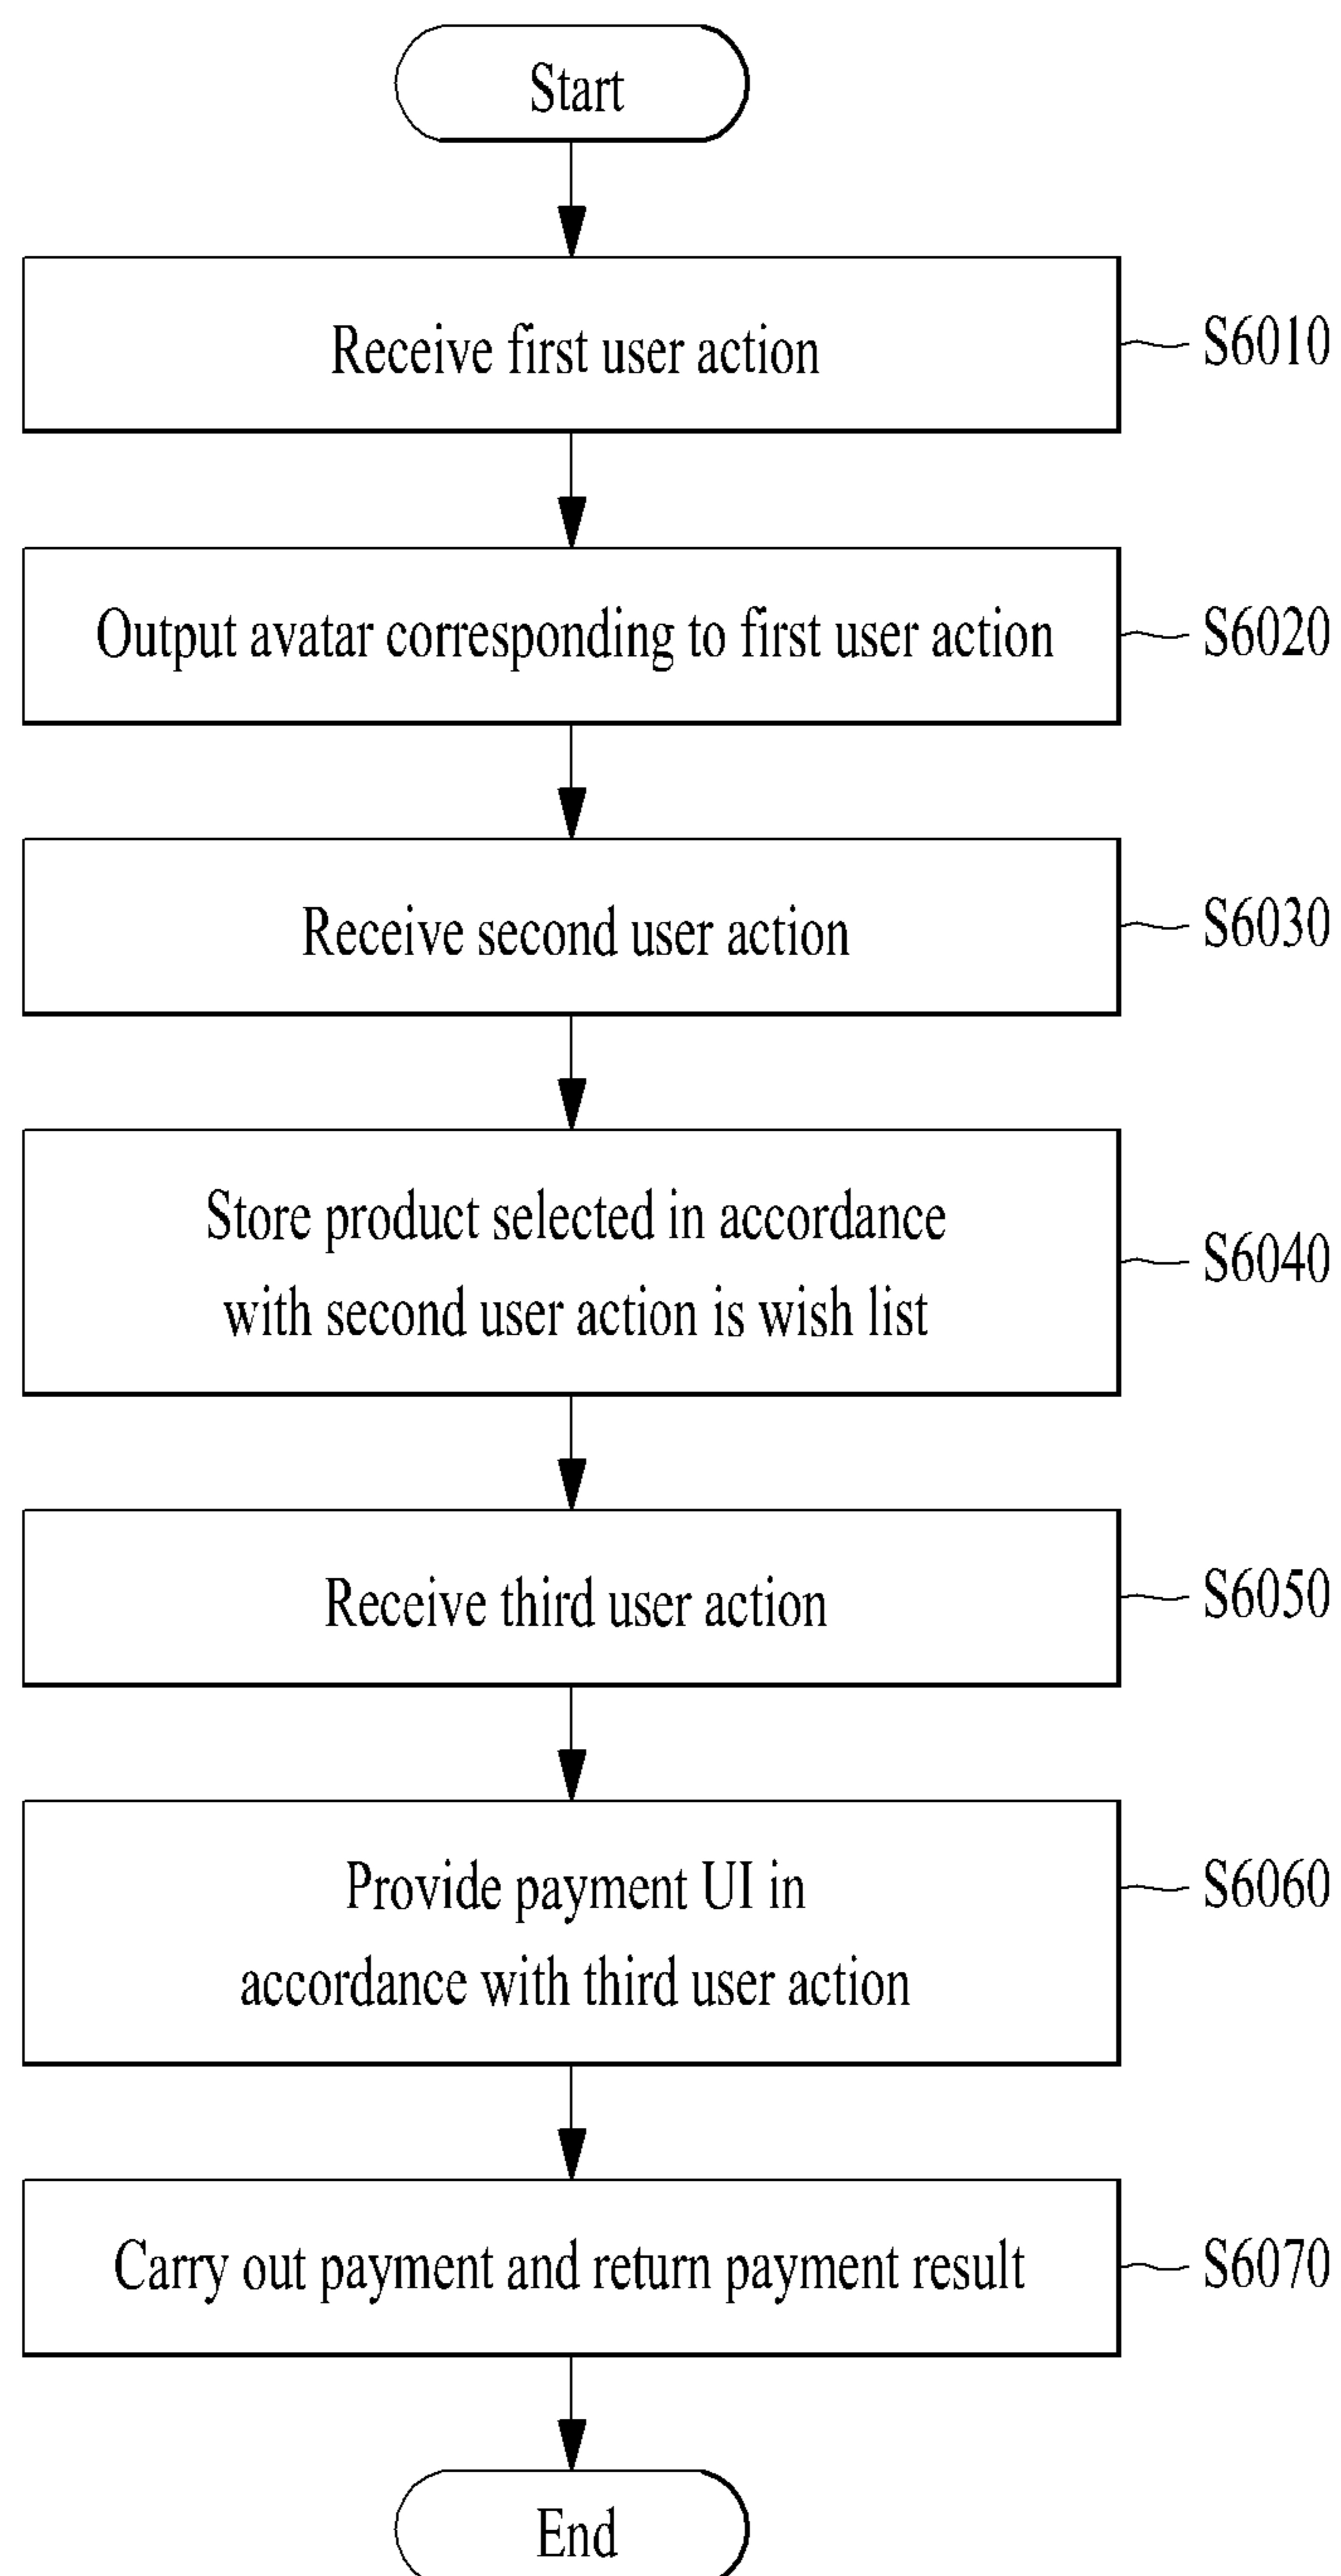 Start
Receive first user action
S6010
Output avatar corresponding to first user action
S6020
Receive second user action
S6030
Store product selected in accordance
with second user action is wish list
S6040
Receive third user action
S6050
Provide payment UI in
accordance with third user action
S6060
Carry out payment and return payment result
S6070
End